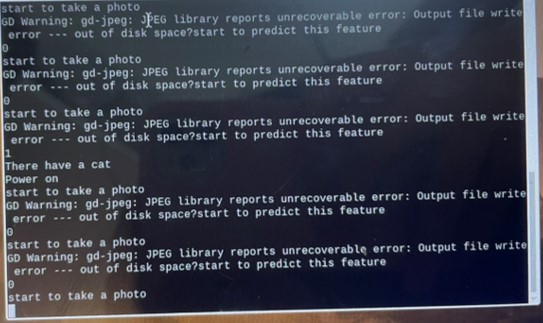 start to take a photo
GD Warning: gd-jpeg: JPEG library reports unrecoverable error: Output file write
error --- out of disk space?start to predict this feature
0
start to take a photo
GD Warning: gd-jpeg: JPEG library reports unrecoverable error: Output file write
error --- out of disk space?start to predict this feature
0
start to take a photo
GD Warning: gd-jpeg: JPEG library reports unrecoverable error: Output file write
error --- out of disk space?start to predict this feature
1
There have a cat
Power on
start to take a photo
GD Warning: gd-jpeg: JPEG library reports unrecoverable error: Output file write
error --- out of disk space?start to predict this feature
0
start to take a photo
GD Warning: gd-jpeg: JPEG library reports unrecoverable error: Output file write
error --- out of disk space?start to predict this feature
0
start to take a photo